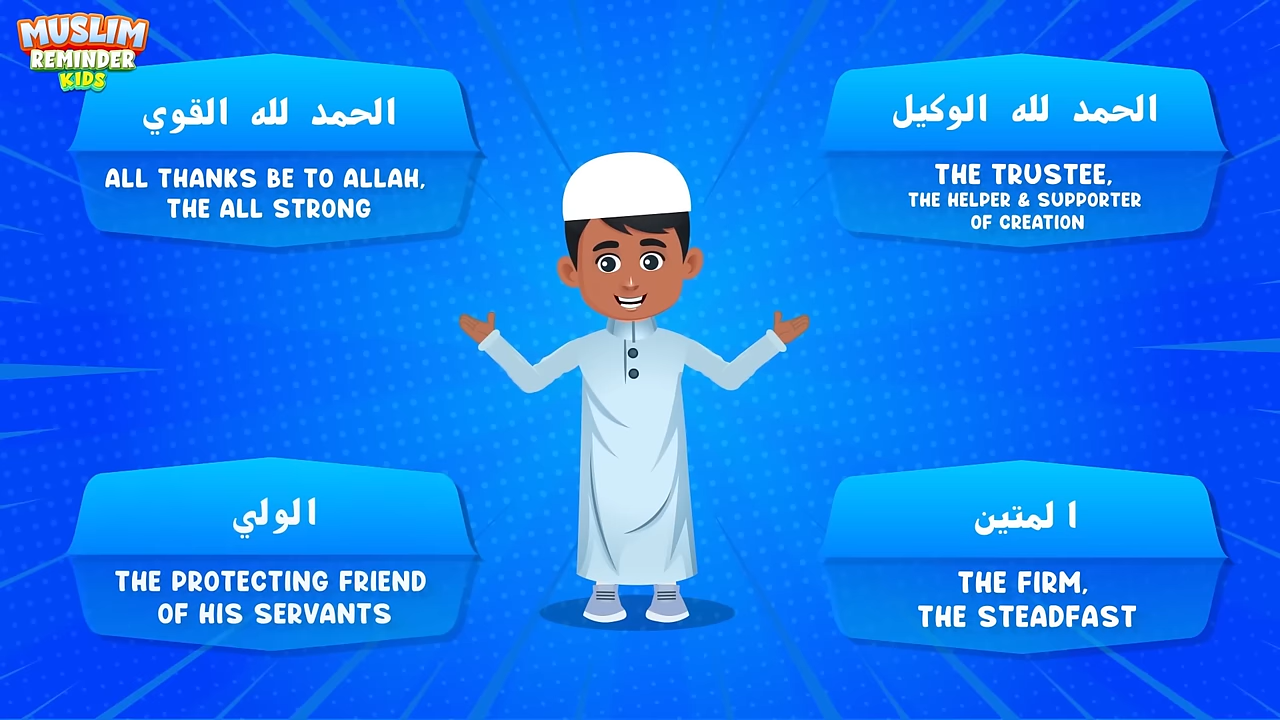 MUSLIM
REMINDER
KIDS
الحمد لله القوي
ALL THANKS BE TO ALLAH,
THE ALL STRONG
الحمد لله الوكيل
THE TRUSTEE,
THE HELPER & SUPPORTER
OF CREATION
الولي
THE PROTECTING FRIEND
OF HIS SERVANTS
المتين
THE FIRM,
THE STEADFAST